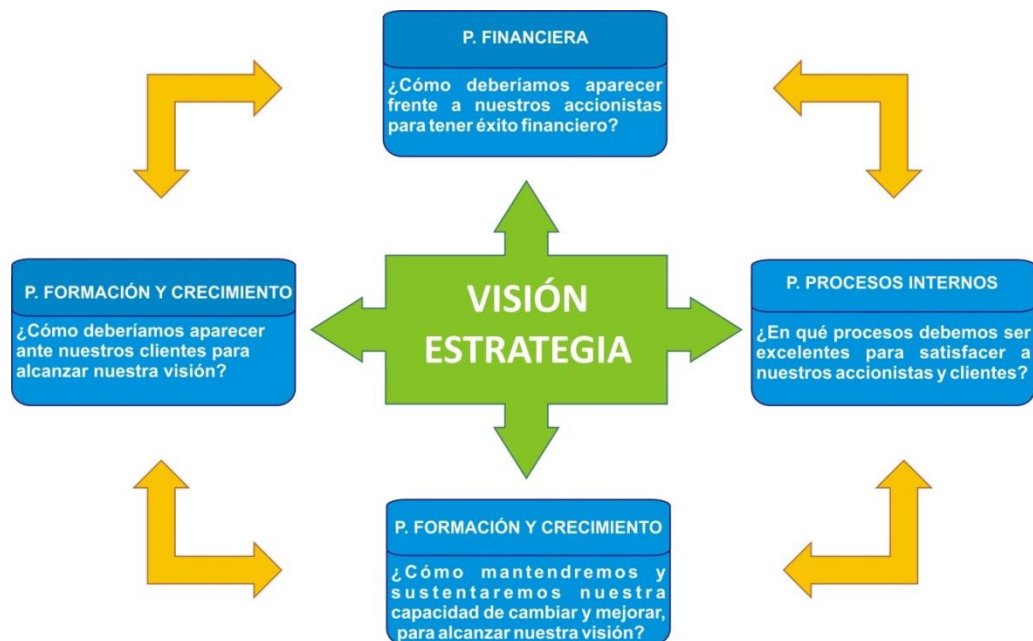 P. FINANCIERA
¿Cómo deberíamos aparecer
frente a nuestros accionistas
para tener éxito financiero?
P. FORMACIÓN Y CRECIMIENTO
¿Cómo deberíamos aparecer
ante nuestros clientes para
alcanzar nuestra visión?
VISIÓN
ESTRATEGIA
P. PROCESOS INTERNOS
¿En qué procesos debemos ser
excelentes para satisfacer a
nuestros accionistas y clientes?
P. FORMACIÓN Y CRECIMIENTO
¿Cómo mantendremos y
sustentaremos nuestra
capacidad de cambiar y mejorar,
para alcanzar nuestra visión?